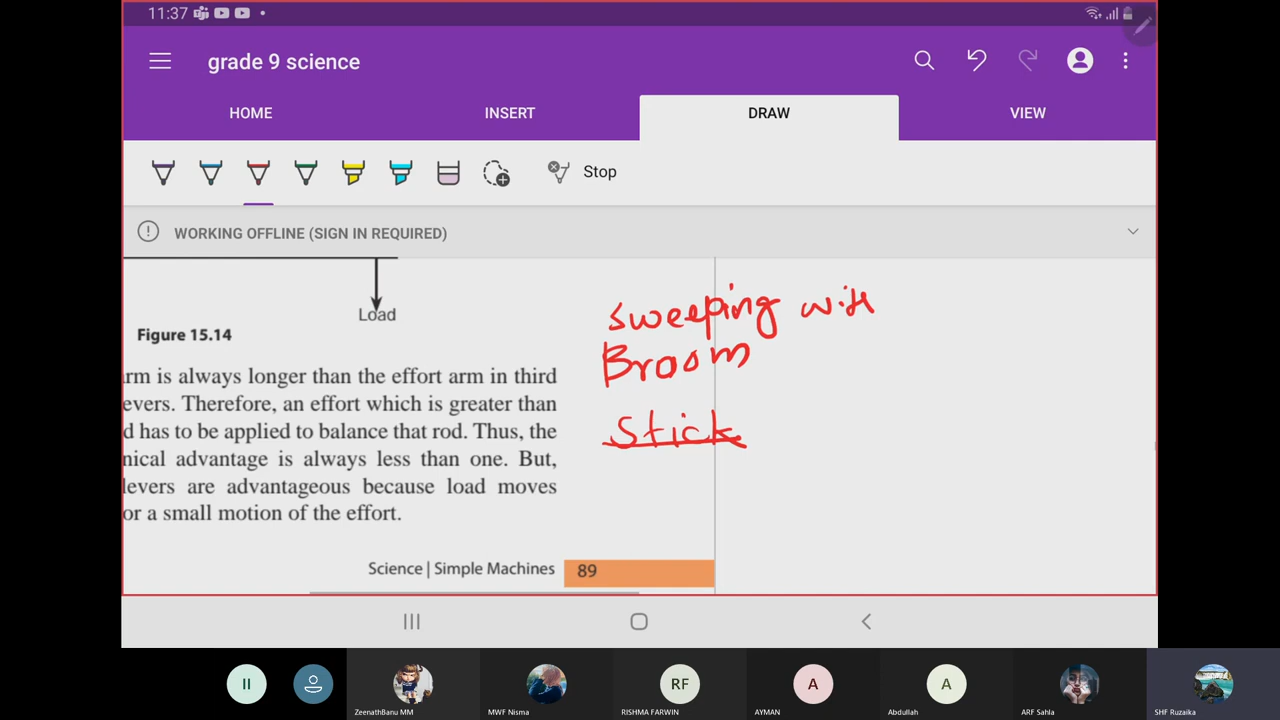 11:37
grade 9 science
HOME INSERT DRAW VIEW
Stop
WORKING OFFLINE (SIGN IN REQUIRED)
Load
Figure 15.14
rm is always longer than the effort arm in third
evers. Therefore, an effort which is greater than
d has to be applied to balance that rod. Thus, the
nical advantage is always less than one. But,
levers are advantageous because load moves
or a small motion of the effort.
Science | Simple Machines 89
Sweeping with
Broom
Stick
II RF A A
ZeenathBanu MM MWF Nisma RISHMA FARWIN AYMAN Abdullah ARF Sahla SHF Ruzaika